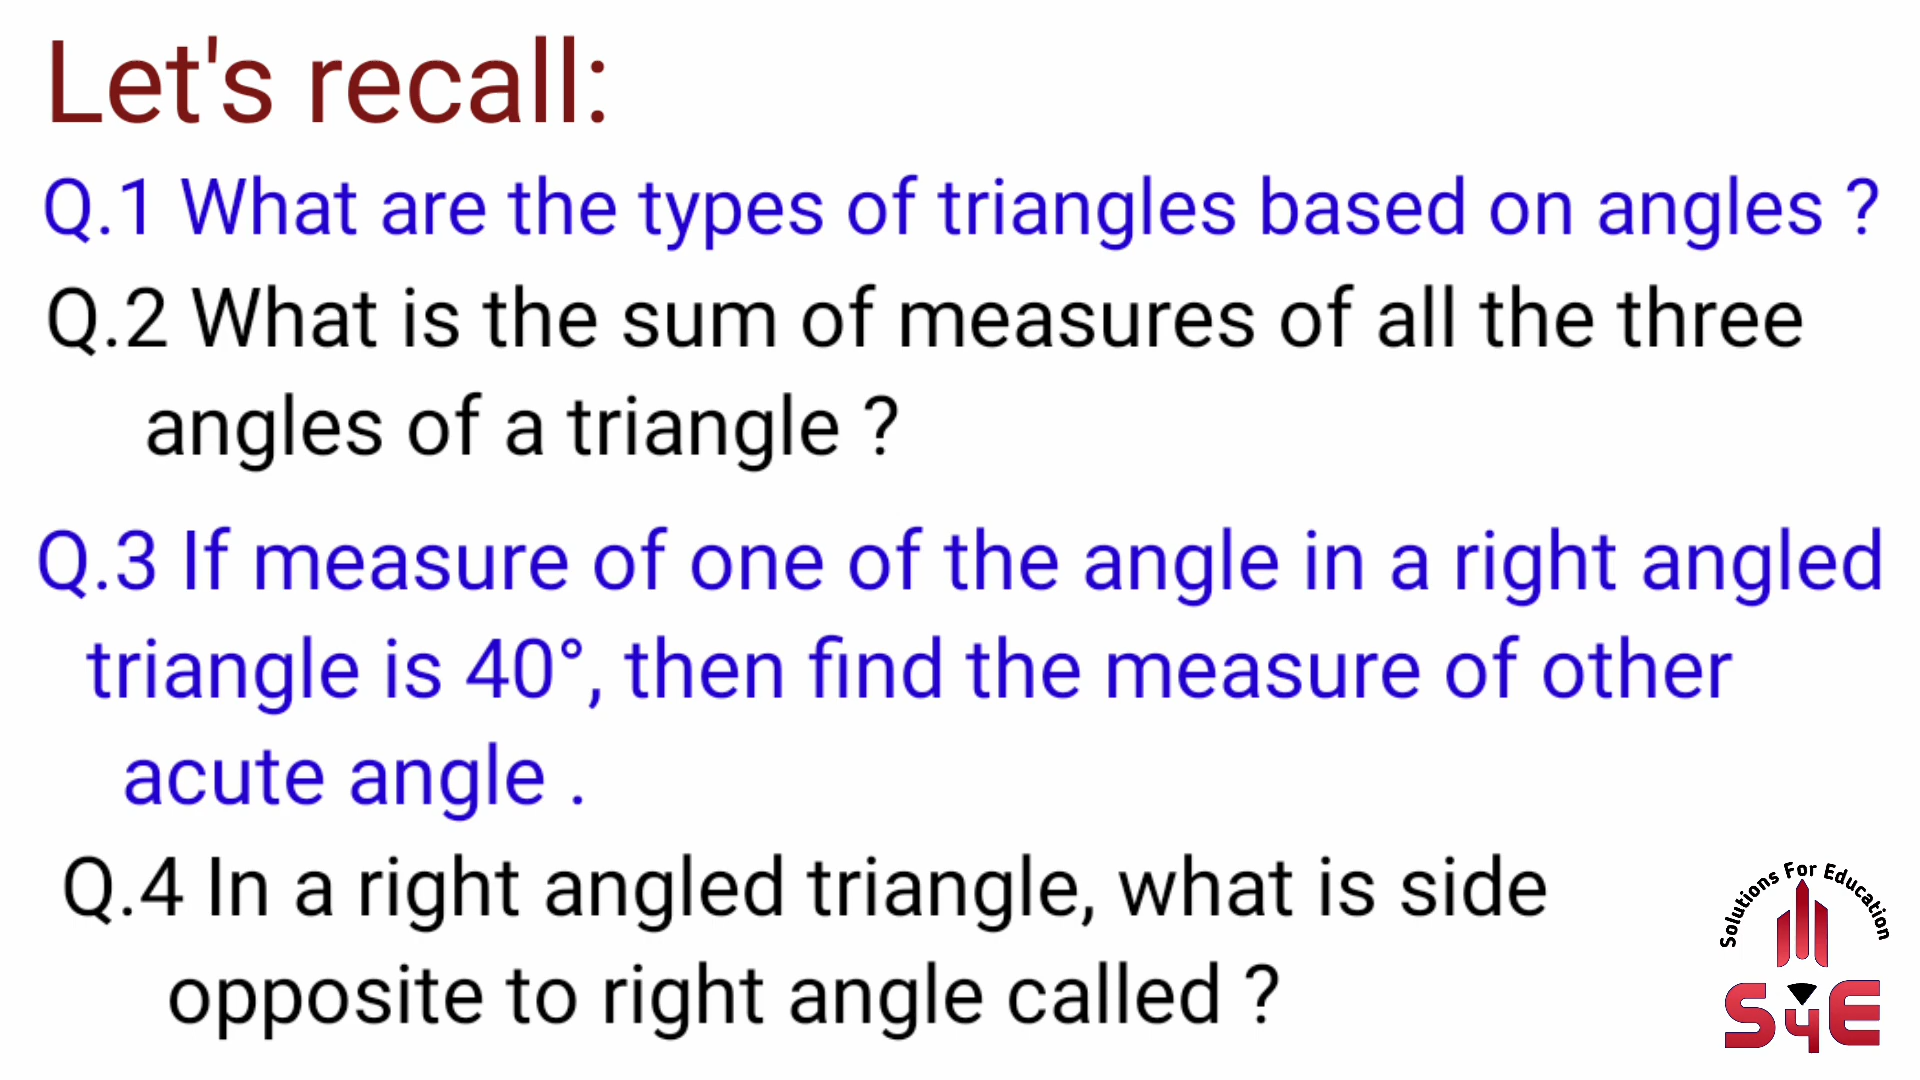 Let's recall:
Q.1 What are the types of triangles based on angles ?
Q.2 What is the sum of measures of all the three
angles of a triangle ?
Q.3 If measure of one of the angle in a right angled
triangle is 40°, then find the measure of other
acute angle .
Q.4 In a right angled triangle, what is side
opposite to right angle called ?
Solutions For Education
S4E